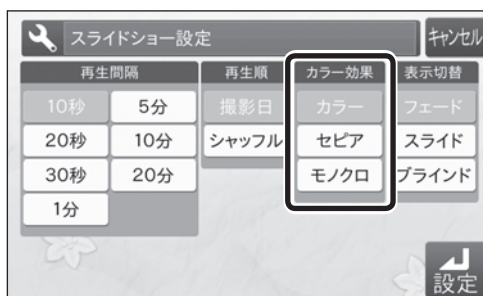 スライドショー設定
キャンセル
再生間隔 再生順 カラー効果 表示切替
10秒 5分 撮影日 カラー フェード
20秒 10分 シャッフル セピア スライド
30秒 20分 モノクロ ブラインド
1分
設定